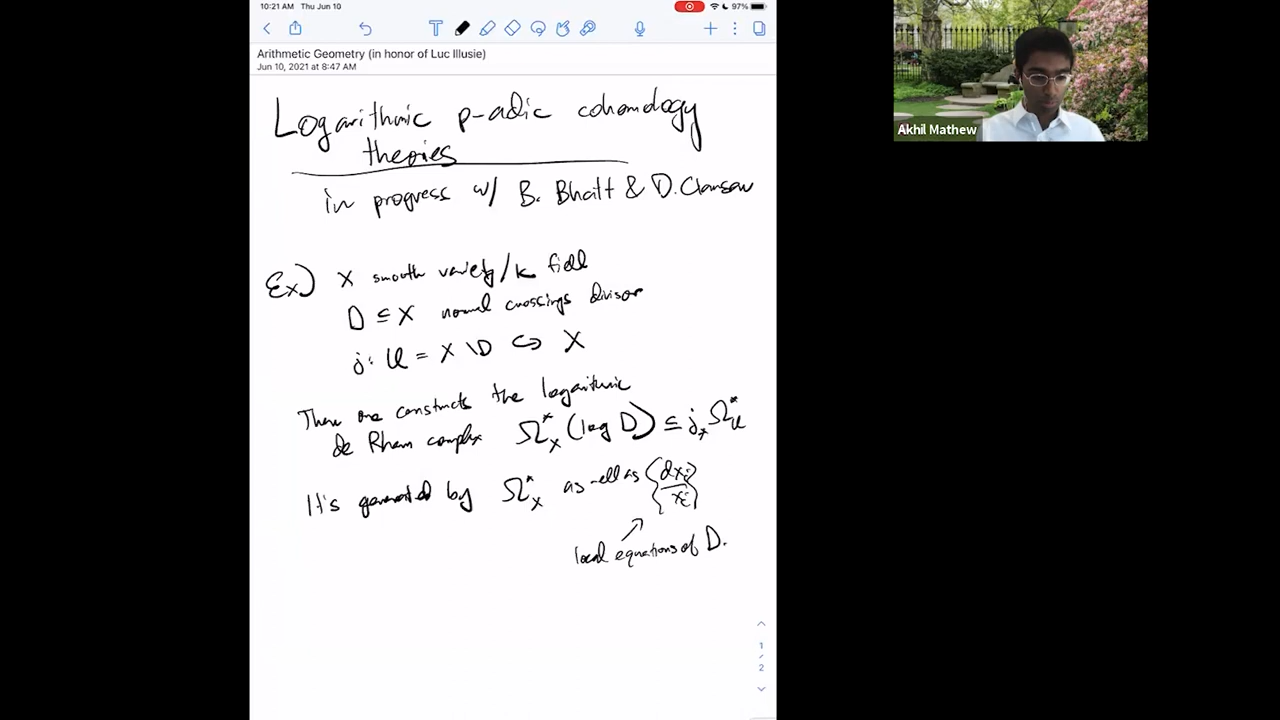 10:21 AM Thu Jun 10
97%
Arithmetic Geometry (in honor of Luc Illusie)
Jun 10, 2021 at 8:47 AM
Logarithmic p-adic cohomology
theories
in progress w/ B. Bhatt & D. Clausen
Ex) X smooth variety/k field
D ⊆ X normal crossings divisor
j: U = X \ D ↪ X
Then one constructs the logarithmic
de Rham complex Ω*_X (log D) ⊆ j_* Ω*_U
It's generated by Ω*_X as well as {dx_i/x_i}
local equations of D.
1
/
2
Akhil Mathew